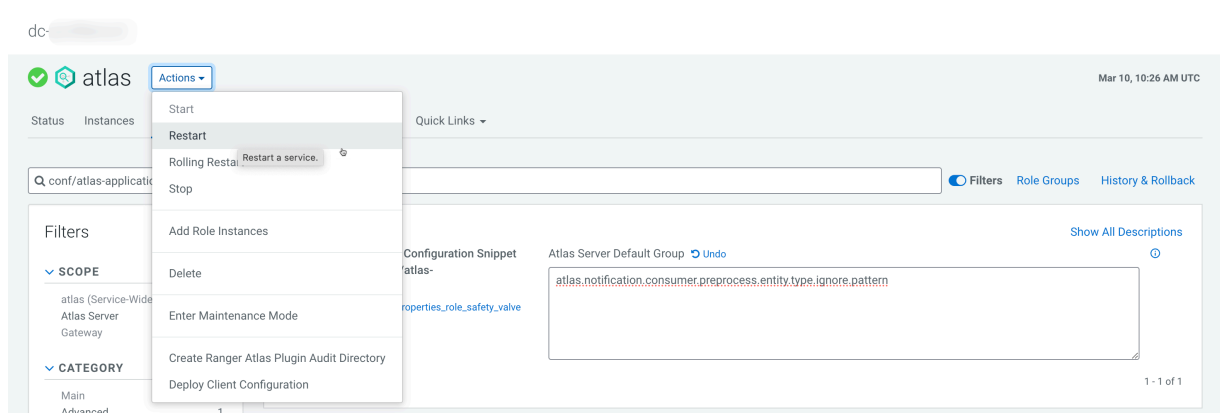 dc-
atlas Actions
Mar 10, 10:26 AM UTC
Status Instances
Quick Links
Start
Restart
Restart a service.
Rolling Restar
Stop
Add Role Instances
Delete
Enter Maintenance Mode
Create Ranger Atlas Plugin Audit Directory
Deploy Client Configuration
conf/atlas-applicatio
Filters Role Groups History & Rollback
Filters
SCOPE
atlas (Service-Wide
Atlas Server
Gateway
CATEGORY
Main
Advanced 1
Show All Descriptions
Configuration Snippet
/atlas-
roperties_role_safety_valve
Atlas Server Default Group Undo
atlas.notification.consumer.preprocess.entity.type.ignore.pattern
1 - 1 of 1